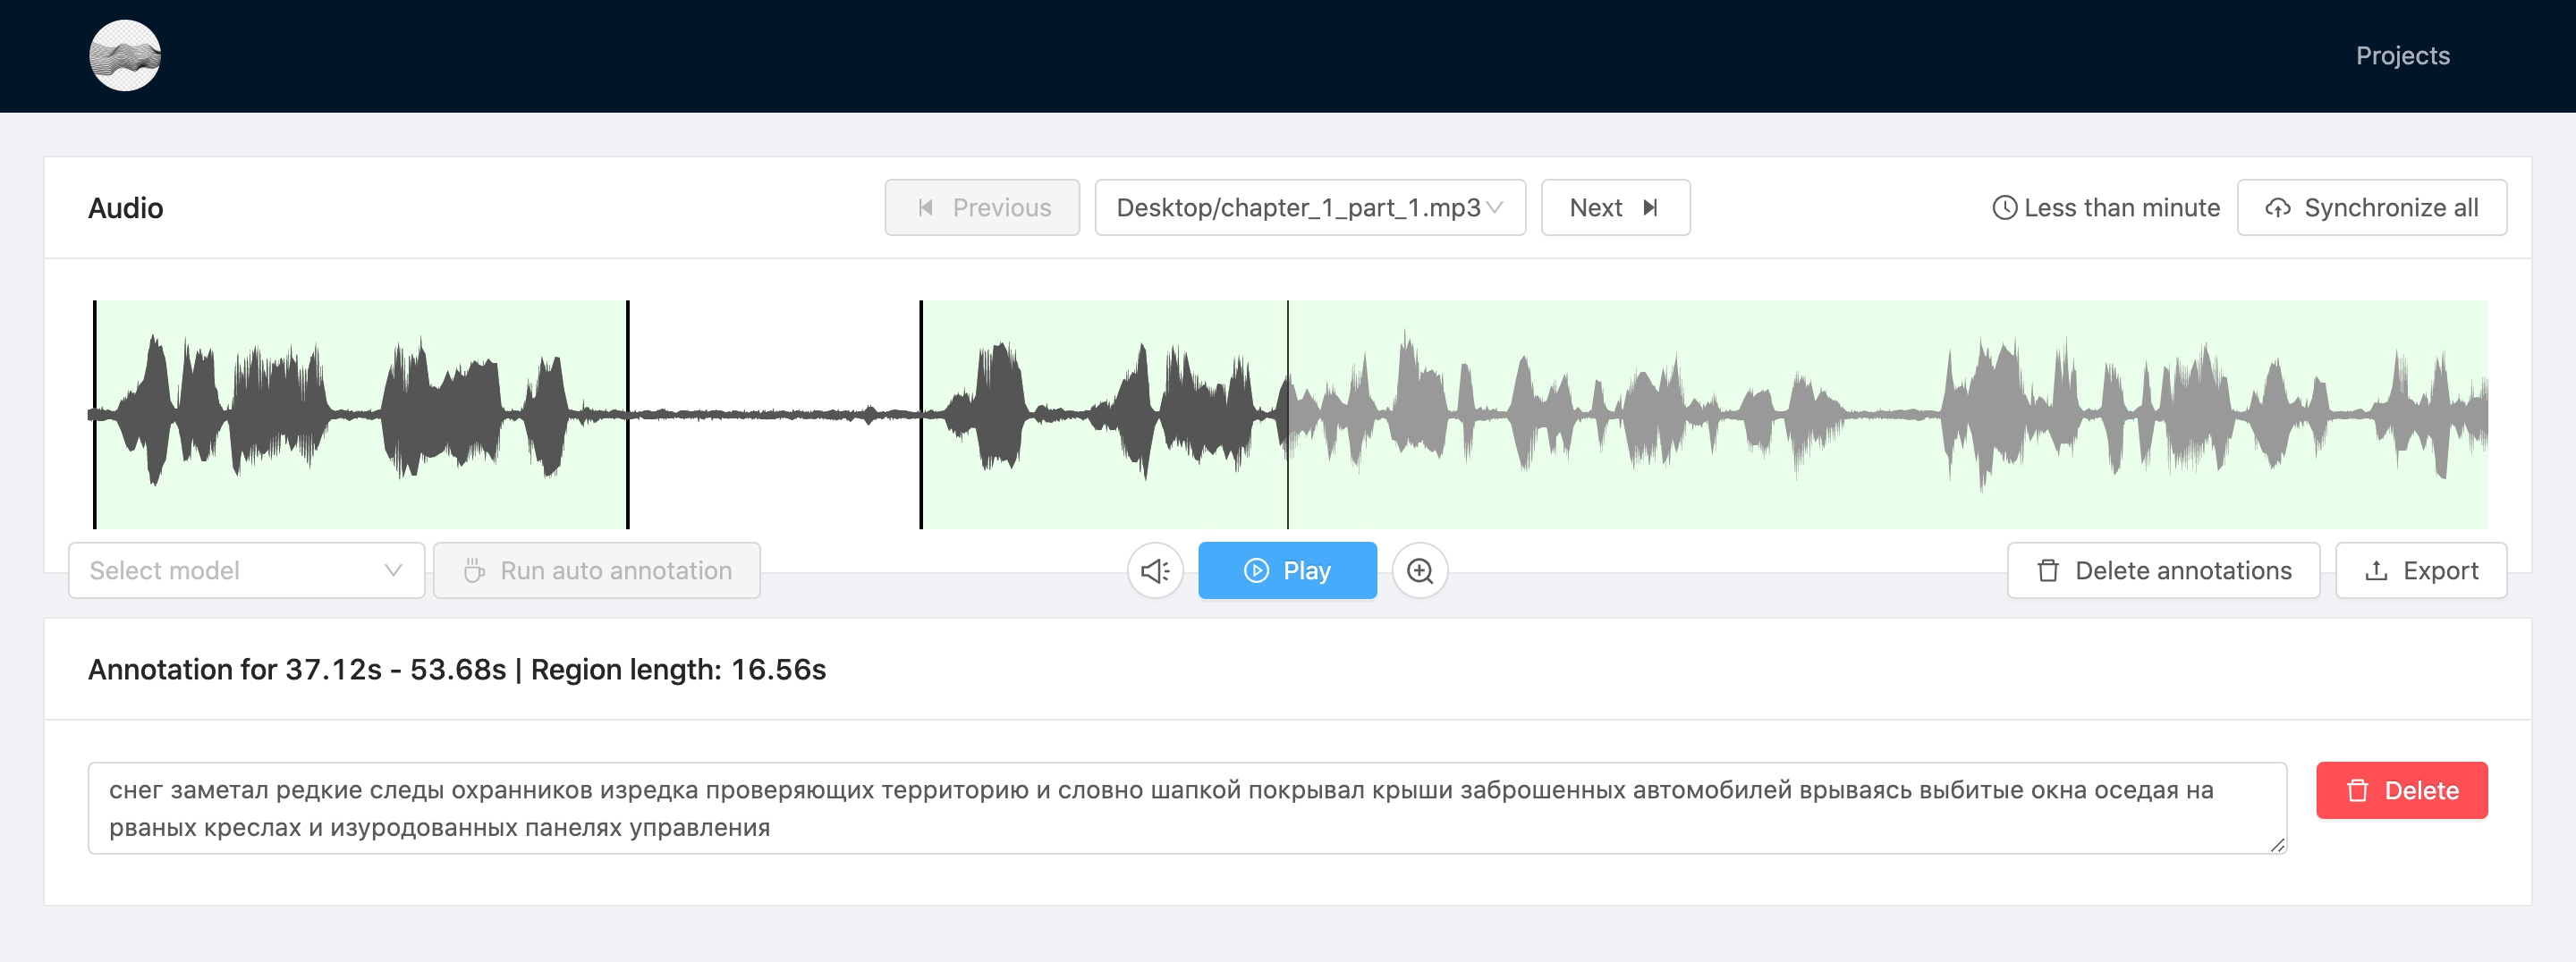 Projects
Audio
Previous
Desktop/chapter_1_part_1.mp3
Next
Less than minute
Synchronize all
Select model
Run auto annotation
Play
Delete annotations
Export
Annotation for 37.12s - 53.68s | Region length: 16.56s
снег заметал редкие следы охранников изредка проверяющих территорию и словно шапкой покрывал крыши заброшенных автомобилей врываясь выбитые окна оседая на
рваных креслах и изуродованных панелях управления
Delete